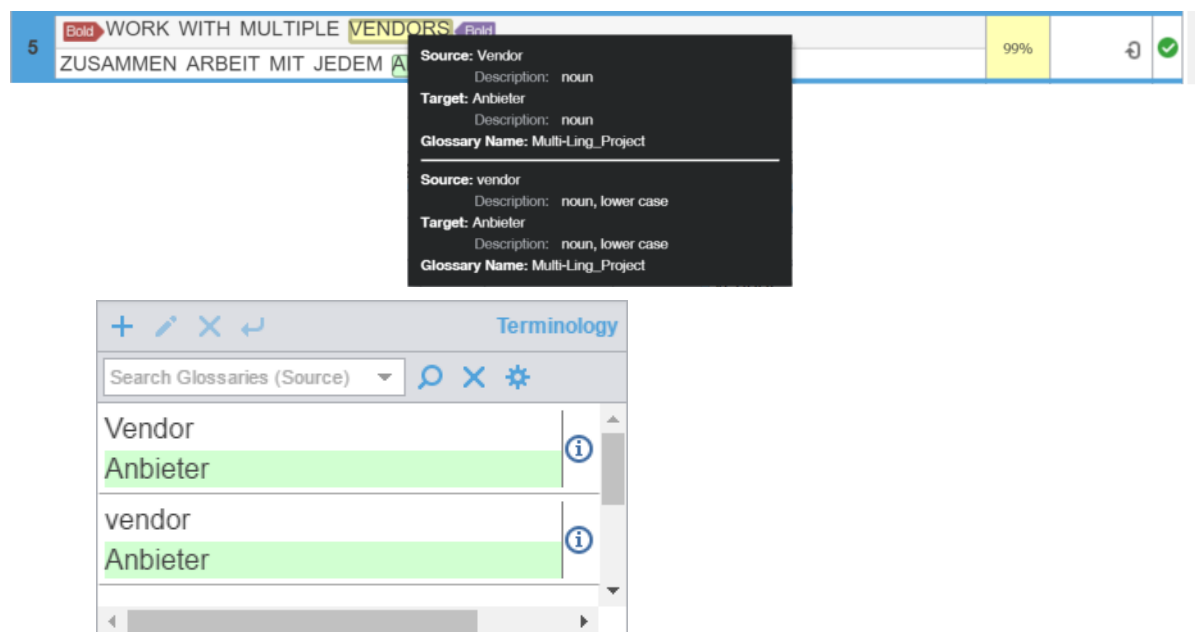 5
Bold WORK WITH MULTIPLE VENDORS Bold
ZUSAMMEN ARBEIT MIT JEDEM A
99%
Source: Vendor
Description: noun
Target: Anbieter
Description: noun
Glossary Name: Multi-Ling_Project
Source: vendor
Description: noun, lower case
Target: Anbieter
Description: noun, lower case
Glossary Name: Multi-Ling_Project
Terminology
Search Glossaries (Source)
Vendor
Anbieter
vendor
Anbieter